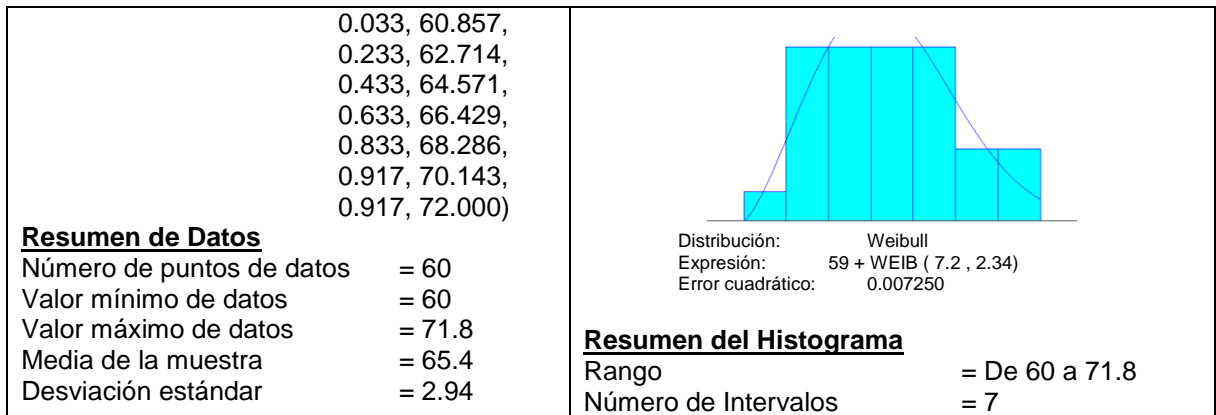 0.033, 60.857,
0.233, 62.714,
0.433, 64.571,
0.633, 66.429,
0.833, 68.286,
0.917, 70.143,
0.917, 72.000)
Resumen de Datos
Número de puntos de datos = 60
Valor mínimo de datos = 60
Valor máximo de datos = 71.8
Media de la muestra = 65.4
Desviación estándar = 2.94
Distribución: Weibull
Expresión: 59 + WEIB ( 7.2 , 2.34)
Error cuadrático: 0.007250
Resumen del Histograma
Rango = De 60 a 71.8
Número de Intervalos = 7